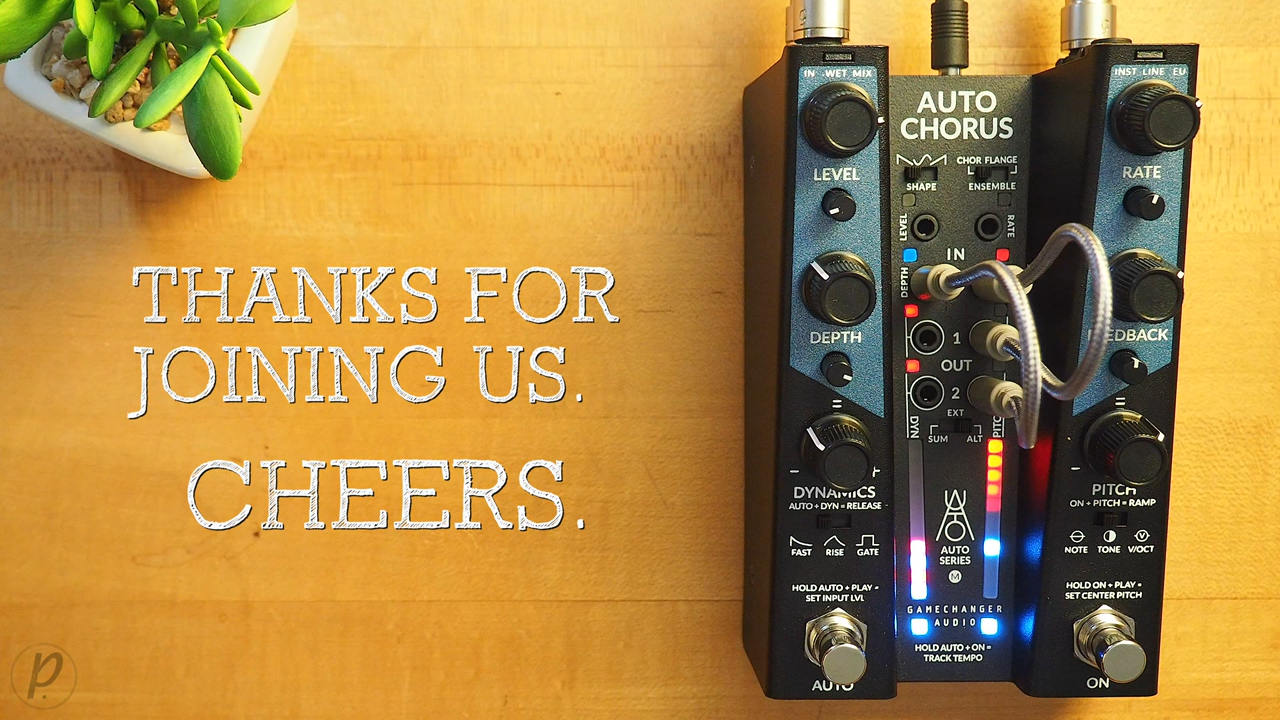 THANKS FOR
JOINING US.
CHEERS.
p.
IN WET MIX
LEVEL
DEPTH
DYNAMICS
AUTO + DYN = RELEASE
FAST RISE GATE
HOLD AUTO + PLAY =
SET INPUT LVL
AUTO
AUTO
CHORUS
CHOR FLANGE
SHAPE ENSEMBLE
LEVEL RATE
IN
DEPTH
1
OUT
2
EXT
SUM ALT
DYN
AUTO
AUTO
SERIES
M
GAMECHANGER
AUDIO
HOLD AUTO + ON =
TRACK TEMPO
INST LINE EU
RATE
PITCH
ON + PITCH = RAMP
NOTE TONE V/OCT
HOLD ON + PLAY =
SET CENTER PITCH
ON